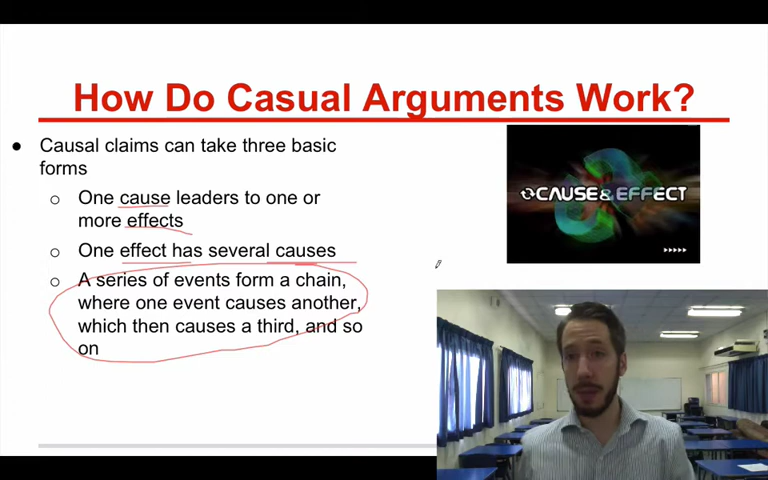 How Do Casual Arguments Work?
● Causal claims can take three basic
forms
○ One cause leaders to one or
more effects
○ One effect has several causes
○ A series of events form a chain,
where one event causes another,
which then causes a third, and so
on
CAUSE & EFFECT